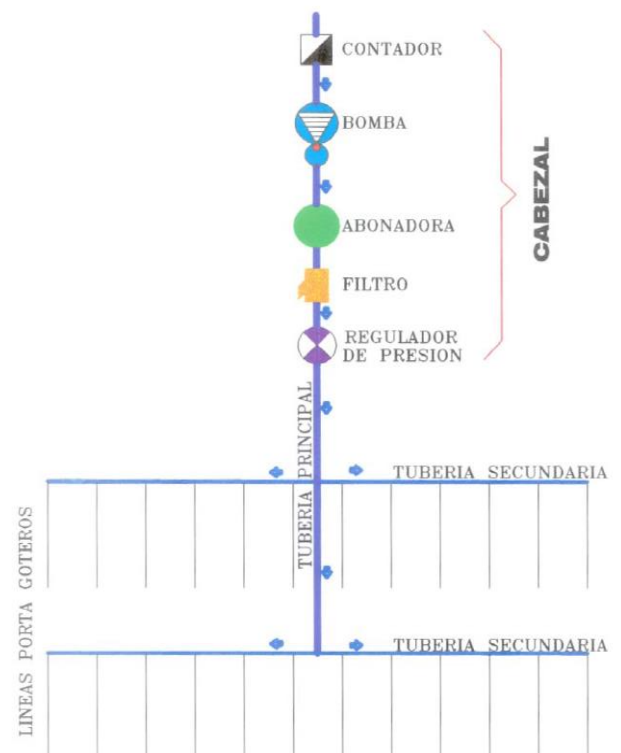 CONTADOR
BOMBA
ABONADORA
FILTRO
REGULADOR
DE PRESION
CABEZAL
TUBERIA PRINCIPAL
TUBERIA SECUNDARIA
LINEAS PORTA GOTEROS
TUBERIA SECUNDARIA